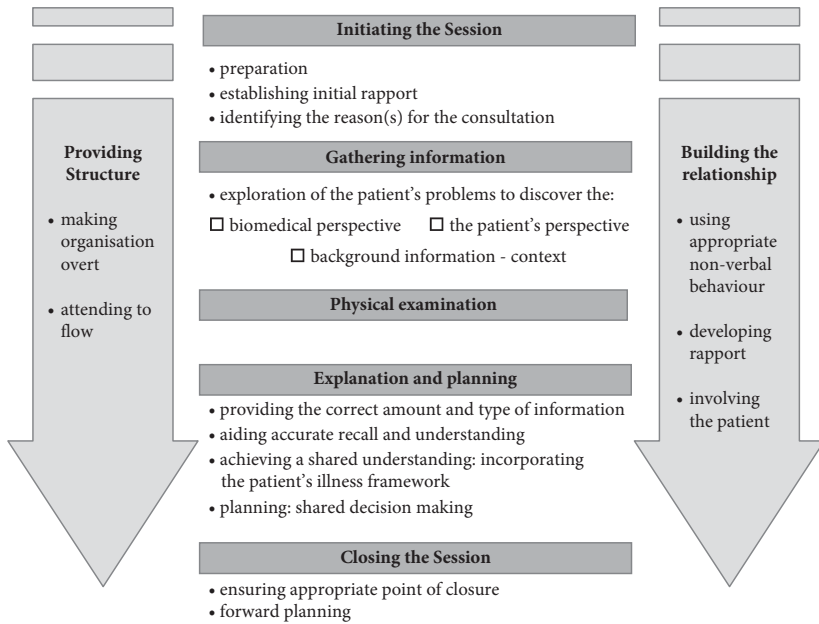 Initiating the Session
• preparation
• establishing initial rapport
• identifying the reason(s) for the consultation
Providing
Structure
• making
organisation
overt
• attending to
flow
Gathering information
• exploration of the patient's problems to discover the:
☐ biomedical perspective ☐ the patient's perspective
☐ background information - context
Physical examination
Explanation and planning
• providing the correct amount and type of information
• aiding accurate recall and understanding
• achieving a shared understanding: incorporating
the patient's illness framework
• planning: shared decision making
Closing the Session
• ensuring appropriate point of closure
• forward planning
Building the
relationship
• using
appropriate
non-verbal
behaviour
• developing
rapport
• involving
the patient